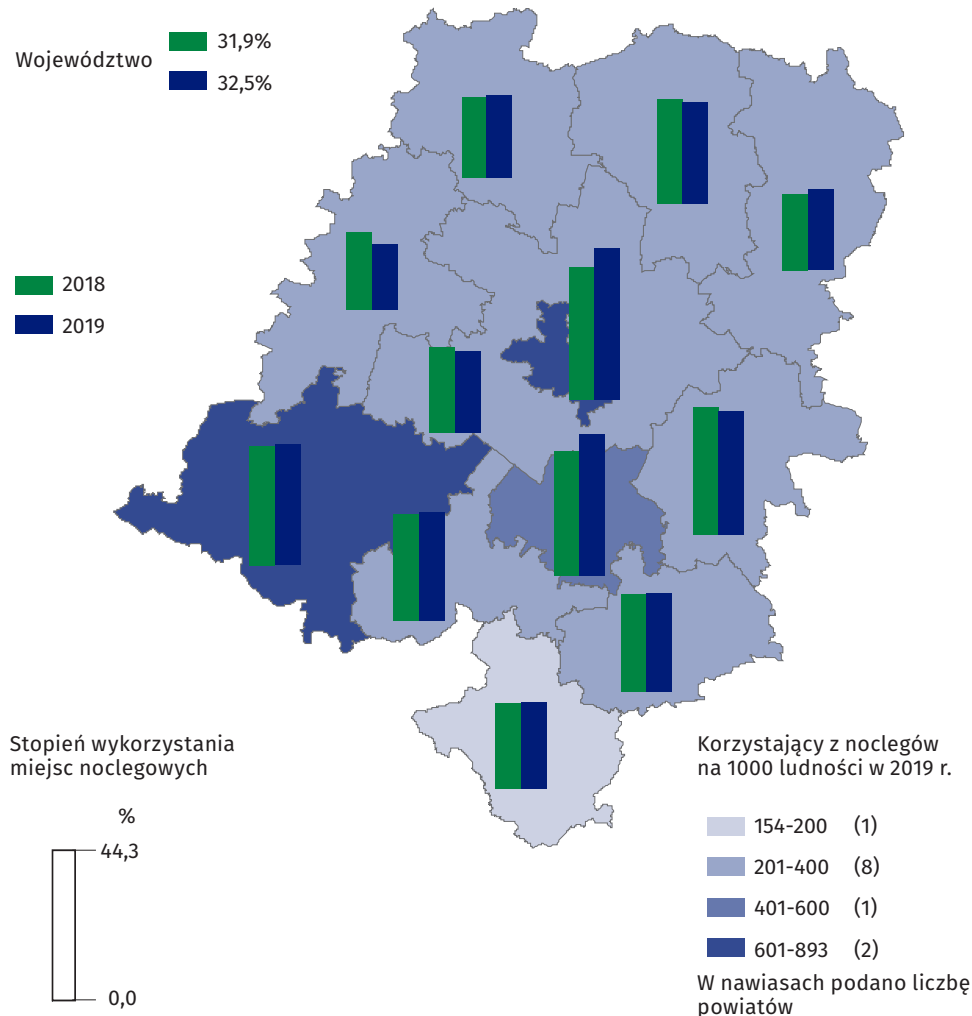 Województwo
31,9%
32,5%
2018
2019
Stopień wykorzystania
miejsc noclegowych
%
44,3
0,0
Korzystający z noclegów
na 1000 ludności w 2019 r.
154-200 (1)
201-400 (8)
401-600 (1)
601-893 (2)
W nawiasach podano liczbę
powiatów